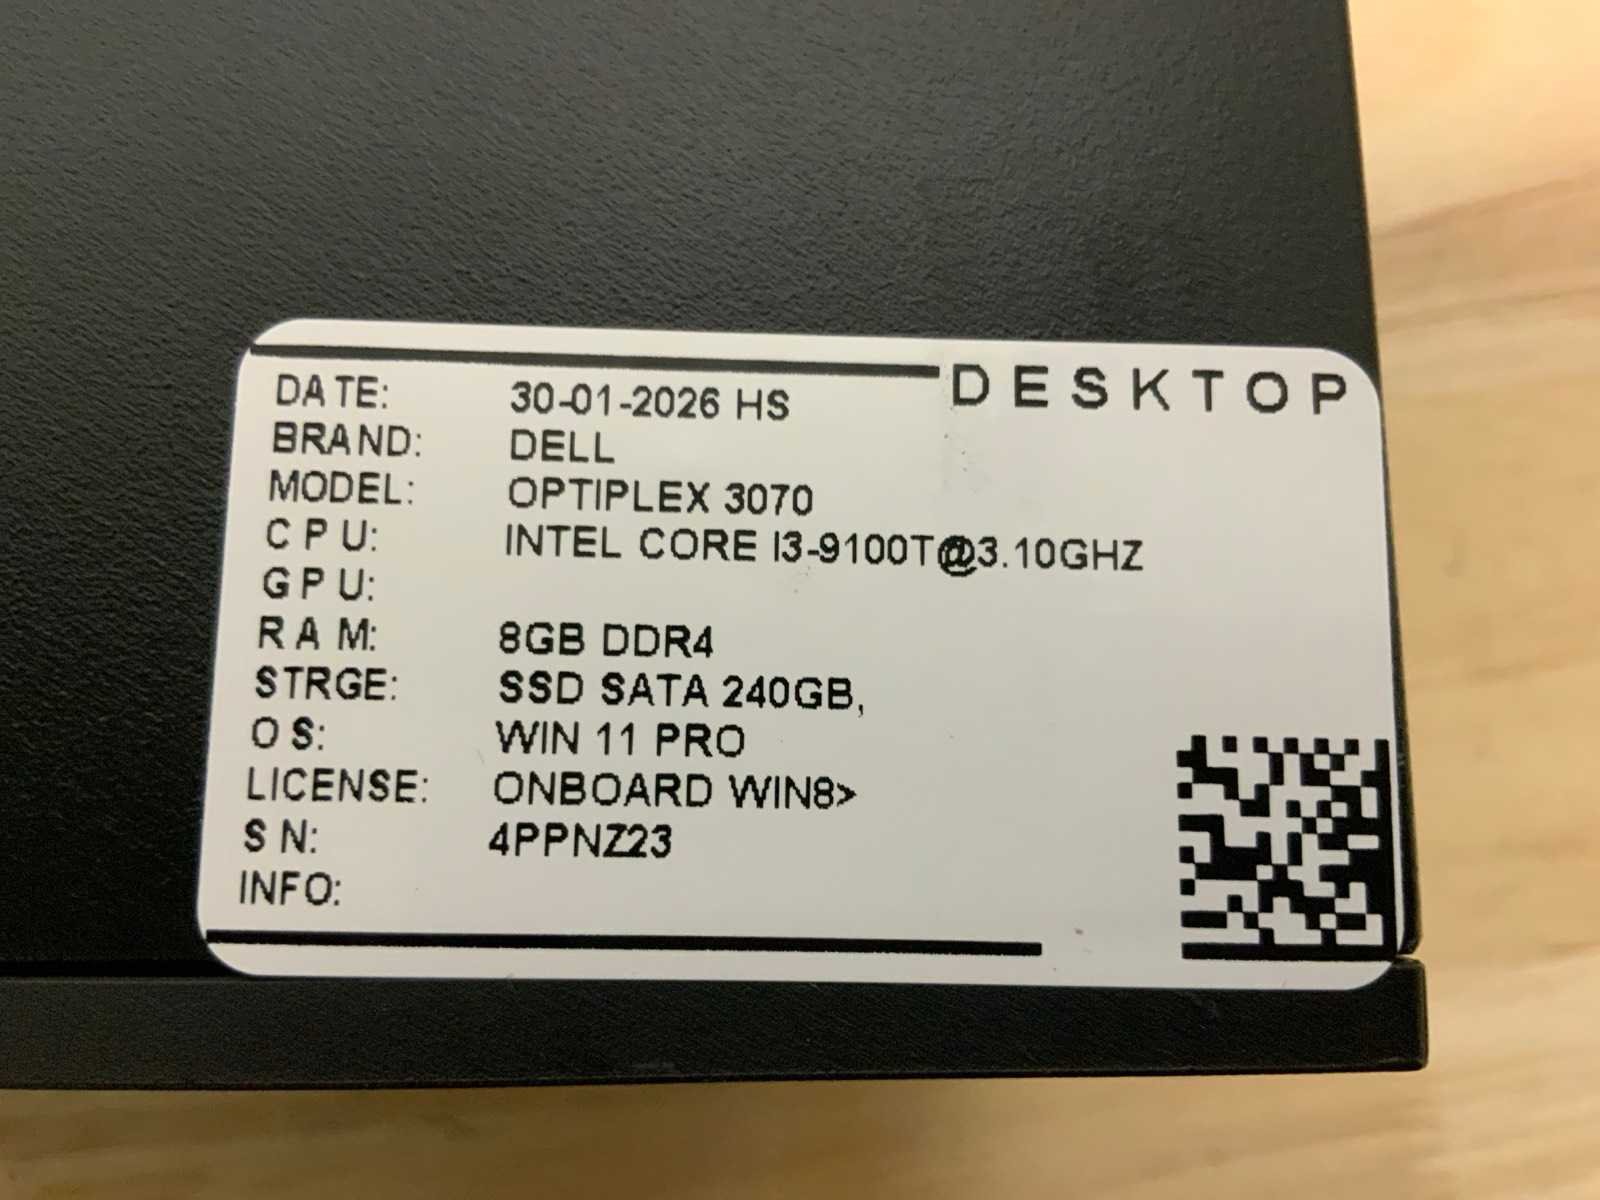 DESKTOP
DATE: 30-01-2026 HS
BRAND: DELL
MODEL: OPTIPLEX 3070
CPU: INTEL CORE I3-9100T@3.10GHZ
GPU:
RAM: 8GB DDR4
STRGE: SSD SATA 240GB,
OS: WIN 11 PRO
LICENSE: ONBOARD WIN8>
SN: 4PPNZ23
INFO: